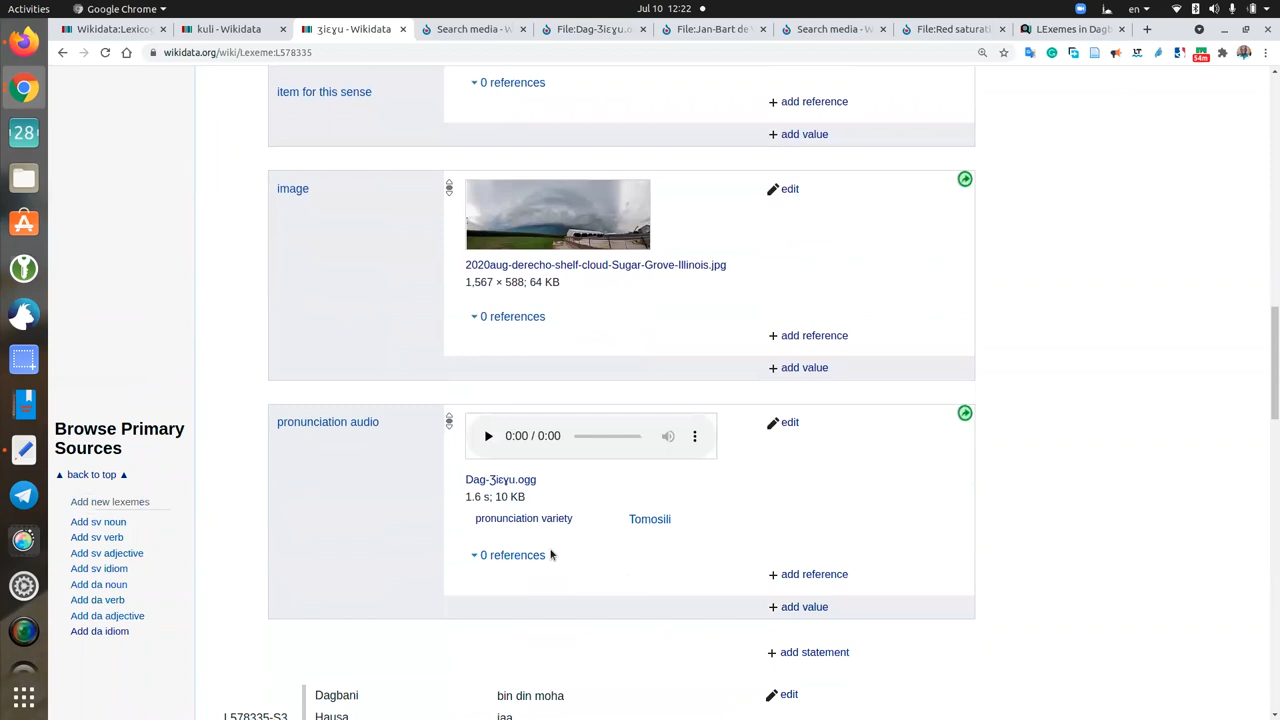 Activities
Google Chrome
Jul 10 12:22
en
Wikidata:Lexicog
kuli - Wikidata
ʒiɛɣu - Wikidata
Search media - W
File:Dag-Ʒiɛɣu.o
File:Jan-Bart de
Search media - W
File:Red saturati
LExemes in Dagb
wikidata.org/wiki/Lexeme:L578335
54m
28
0 references
item for this sense
+ add reference
+ add value
image
edit
2020aug-derecho-shelf-cloud-Sugar-Grove-Illinois.jpg
1,567 × 588; 64 KB
0 references
+ add reference
+ add value
pronunciation audio
0:00 / 0:00
edit
Dag-Ʒiɛɣu.ogg
1.6 s; 10 KB
pronunciation variety
Tomosili
0 references
+ add reference
+ add value
+ add statement
Browse Primary
Sources
▲ back to top ▲
Add new lexemes
Add sv noun
Add sv verb
Add sv adjective
Add sv idiom
Add da noun
Add da verb
Add da adjective
Add da idiom
Dagbani
bin din moha
edit
L578335-S3
Hausa
jaa